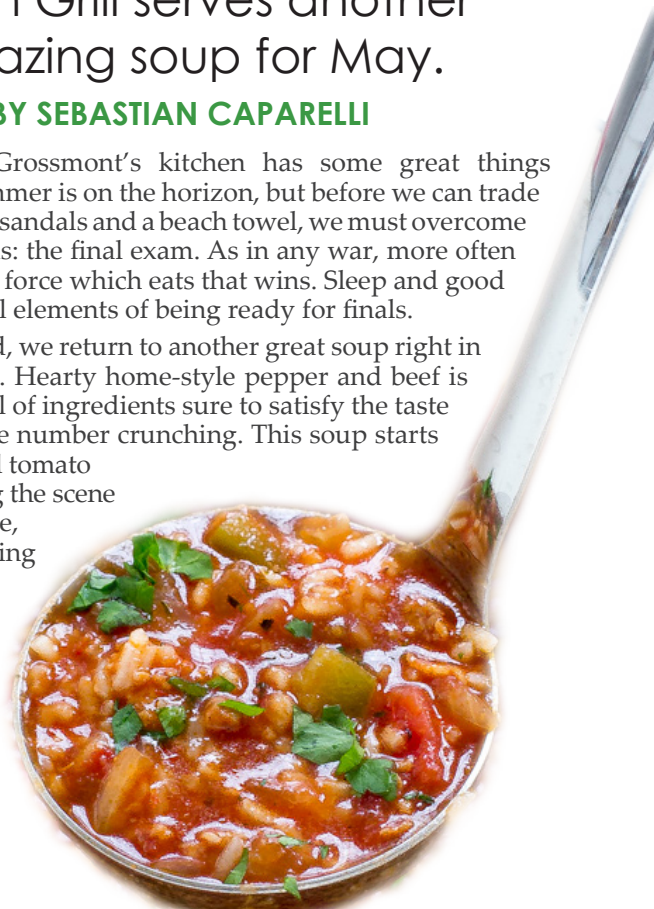 Grill serves another
azing soup for May.
BY SEBASTIAN CAPARELLI
Grossmont’s kitchen has some great things
mmer is on the horizon, but before we can trade
sandals and a beach towel, we must overcome
s: the final exam. As in any war, more often
force which eats that wins. Sleep and good
l elements of being ready for finals.
d, we return to another great soup right in
. Hearty home-style pepper and beef is
l of ingredients sure to satisfy the taste
e number crunching. This soup starts
l tomato
g the scene
e,
ing